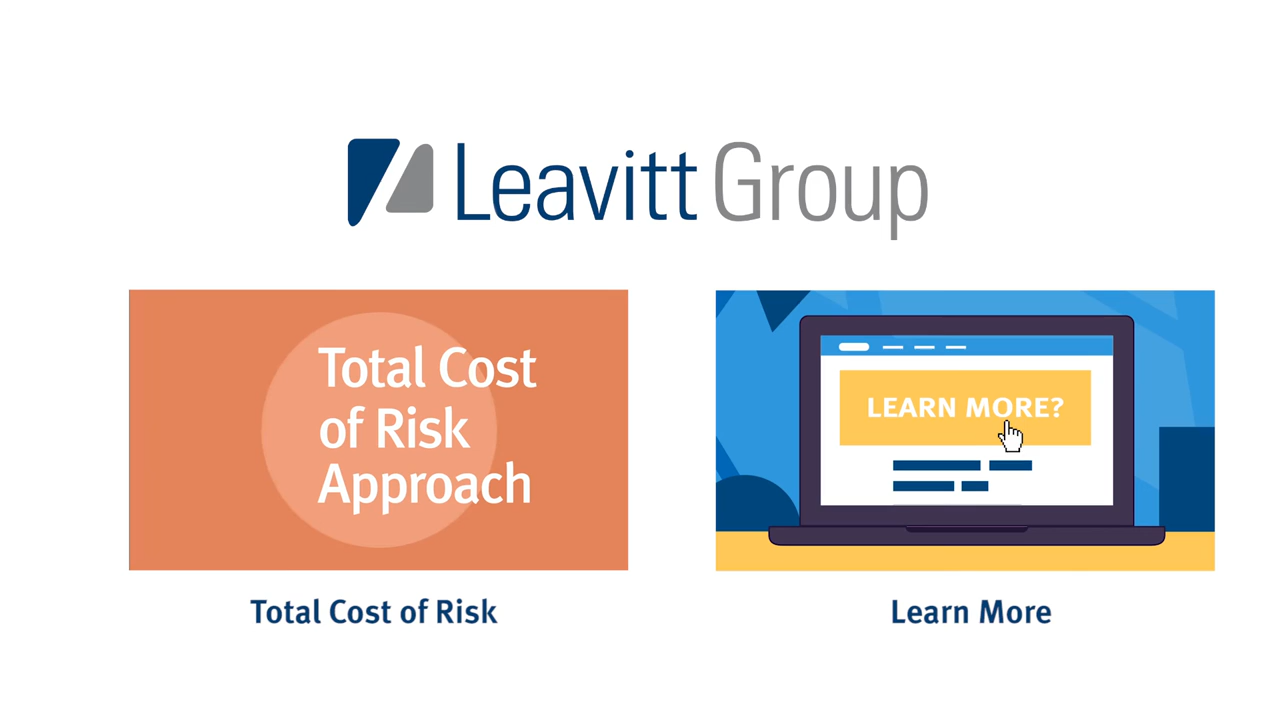 Leavitt Group
Total Cost
of Risk
Approach
LEARN MORE?
Total Cost of Risk
Learn More